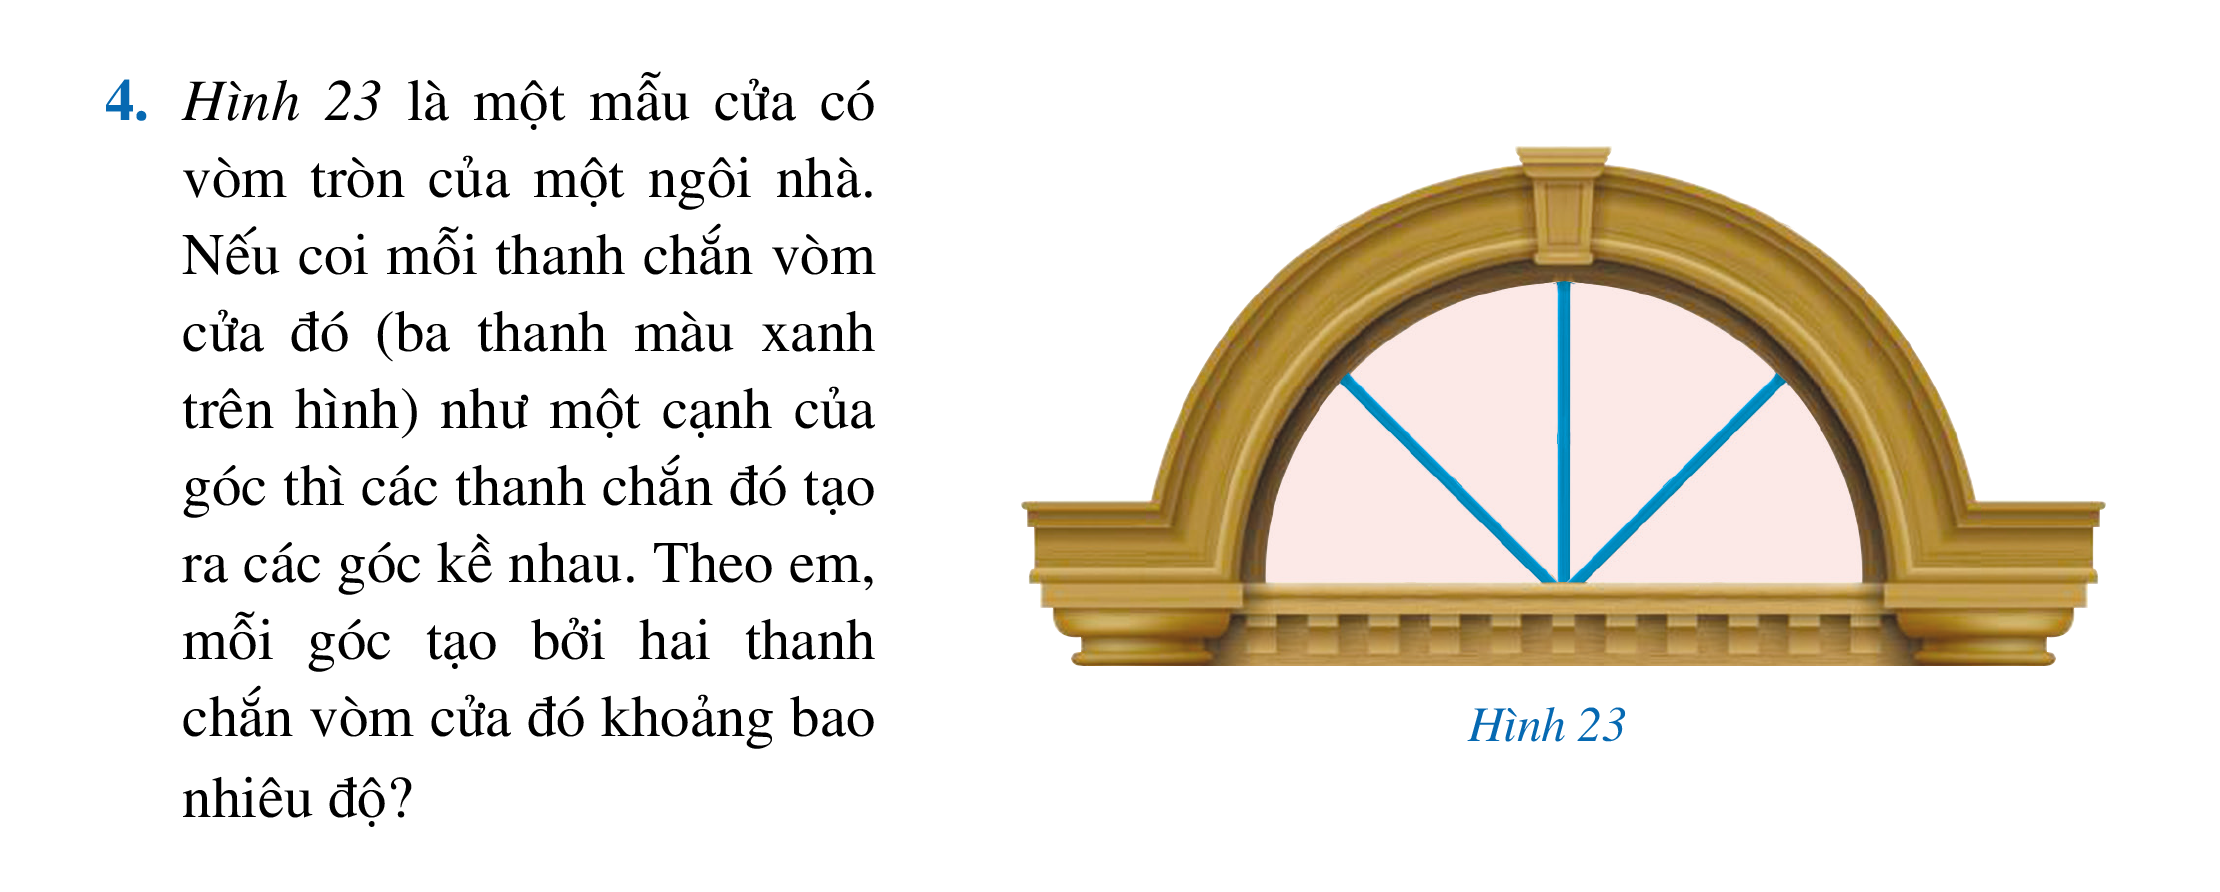 4. Hình 23 là một mẫu cửa có
vòm tròn của một ngôi nhà.
Nếu coi mỗi thanh chắn vòm
cửa đó (ba thanh màu xanh
trên hình) như một cạnh của
góc thì các thanh chắn đó tạo
ra các góc kề nhau. Theo em,
mỗi góc tạo bởi hai thanh
chắn vòm cửa đó khoảng bao
nhiêu độ?
Hình 23